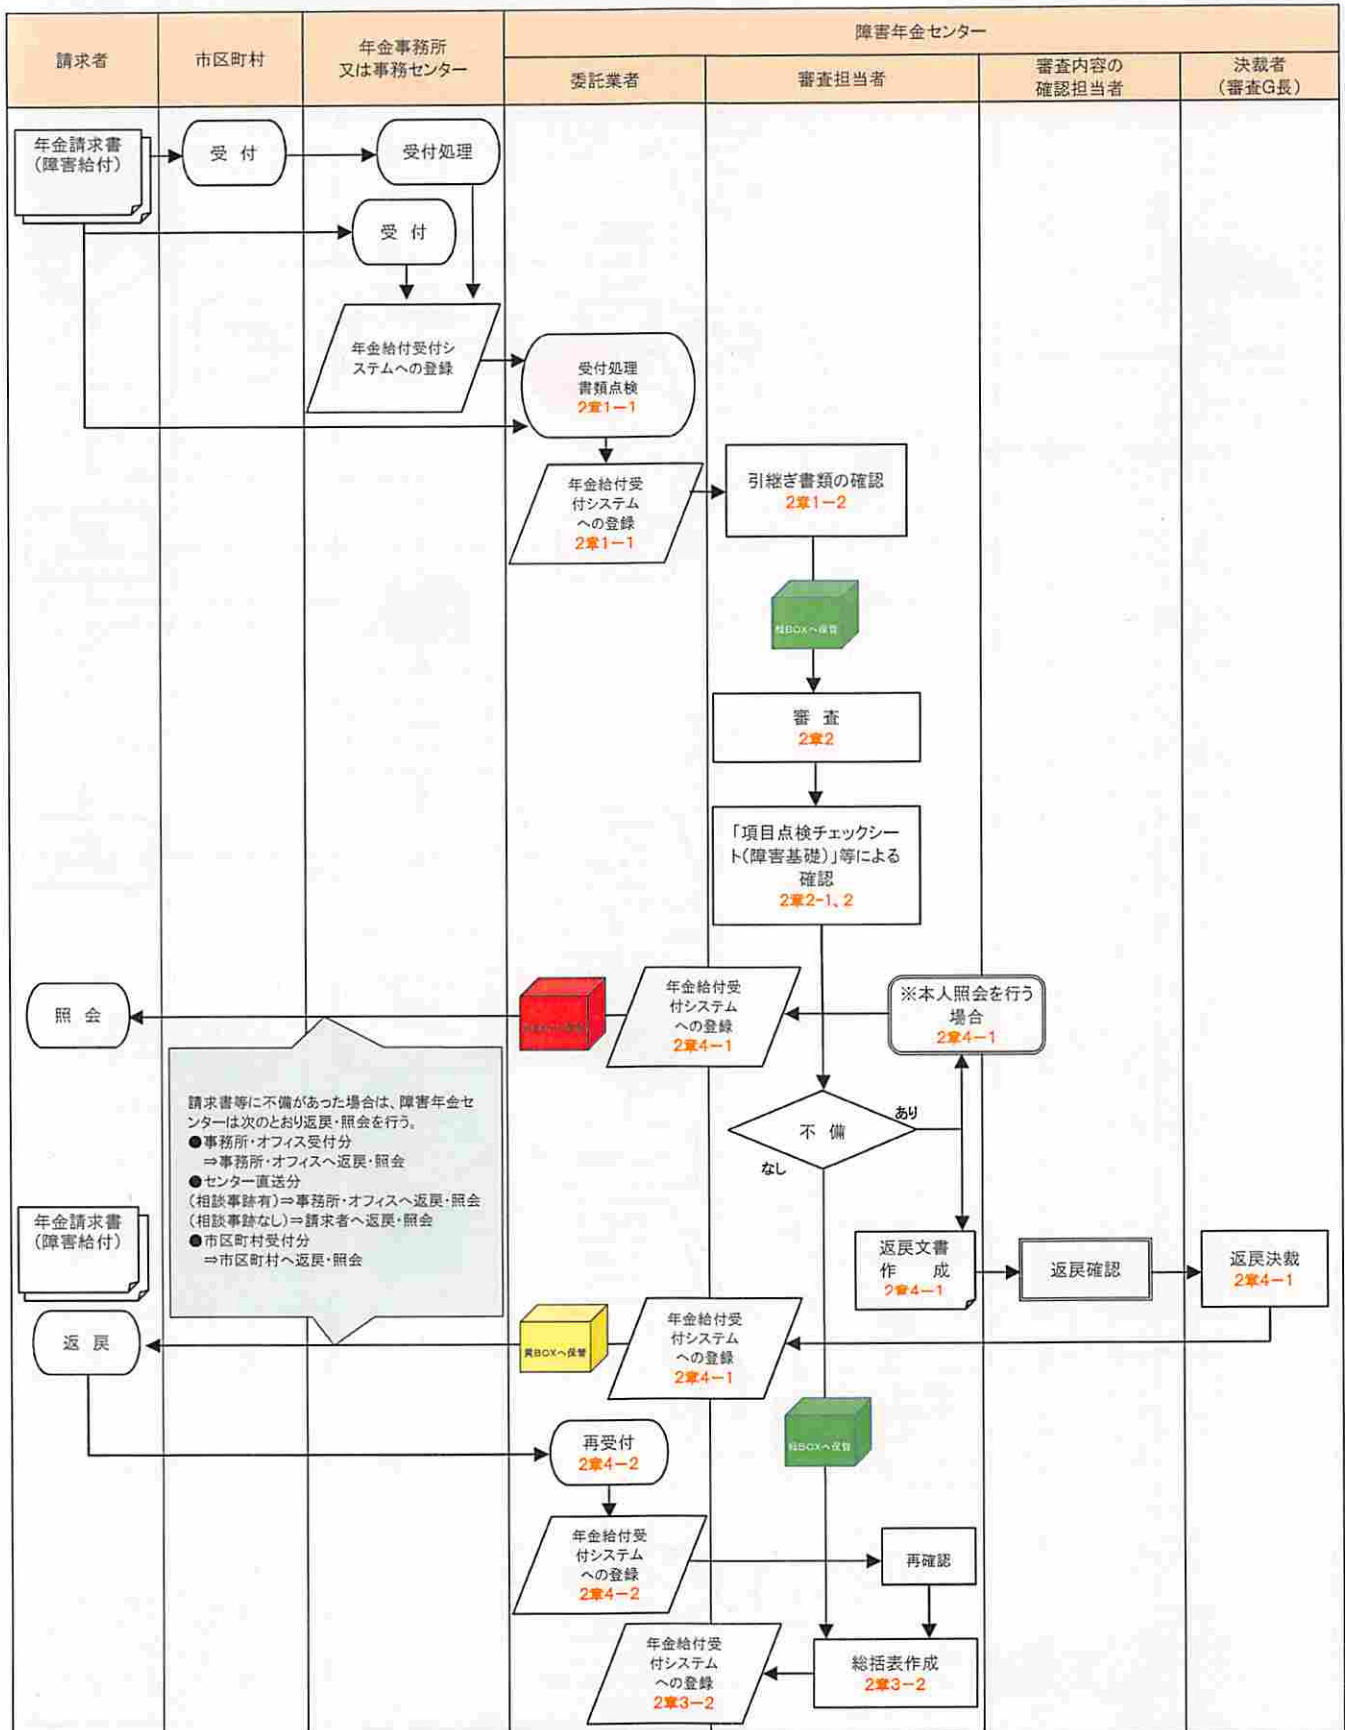 請求者
市区町村
年金事務所
又は事務センター
障害年金センター
委託業者
審査担当者
審査内容の
確認担当者
決裁者
(審査G長)
年金請求書
(障害給付)
受 付
受付処理
受 付
年金給付受付シ
ステムへの登録
受付処理
書類点検
2章1-1
年金給付受
付システム
への登録
2章1-1
引継ぎ書類の確認
2章1-2
緑BOXへ保管
審 査
2章2
「項目点検チェックシー
ト(障害基礎)」等による
確認
2章2-1、2
照 会
年金給付受
付システム
への登録
2章4-1
※本人照会を行う
場合
2章4-1
請求書等に不備があった場合は、障害年金セ
ンターは次のとおり返戻・照会を行う。
●事務所・オフィス受付分
⇒事務所・オフィスへ返戻・照会
●センター直送分
(相談事跡有)⇒事務所・オフィスへ返戻・照会
(相談事跡なし)⇒請求者へ返戻・照会
●市区町村受付分
⇒市区町村へ返戻・照会
不 備
あり
なし
年金請求書
(障害給付)
返戻文書
作 成
2章4-1
返戻確認
返戻決裁
2章4-1
返 戻
黄BOXへ保管
年金給付受
付システム
への登録
2章4-1
緑BOXへ保管
再受付
2章4-2
年金給付受
付システム
への登録
2章4-2
再確認
年金給付受
付システム
への登録
2章3-2
総括表作成
2章3-2